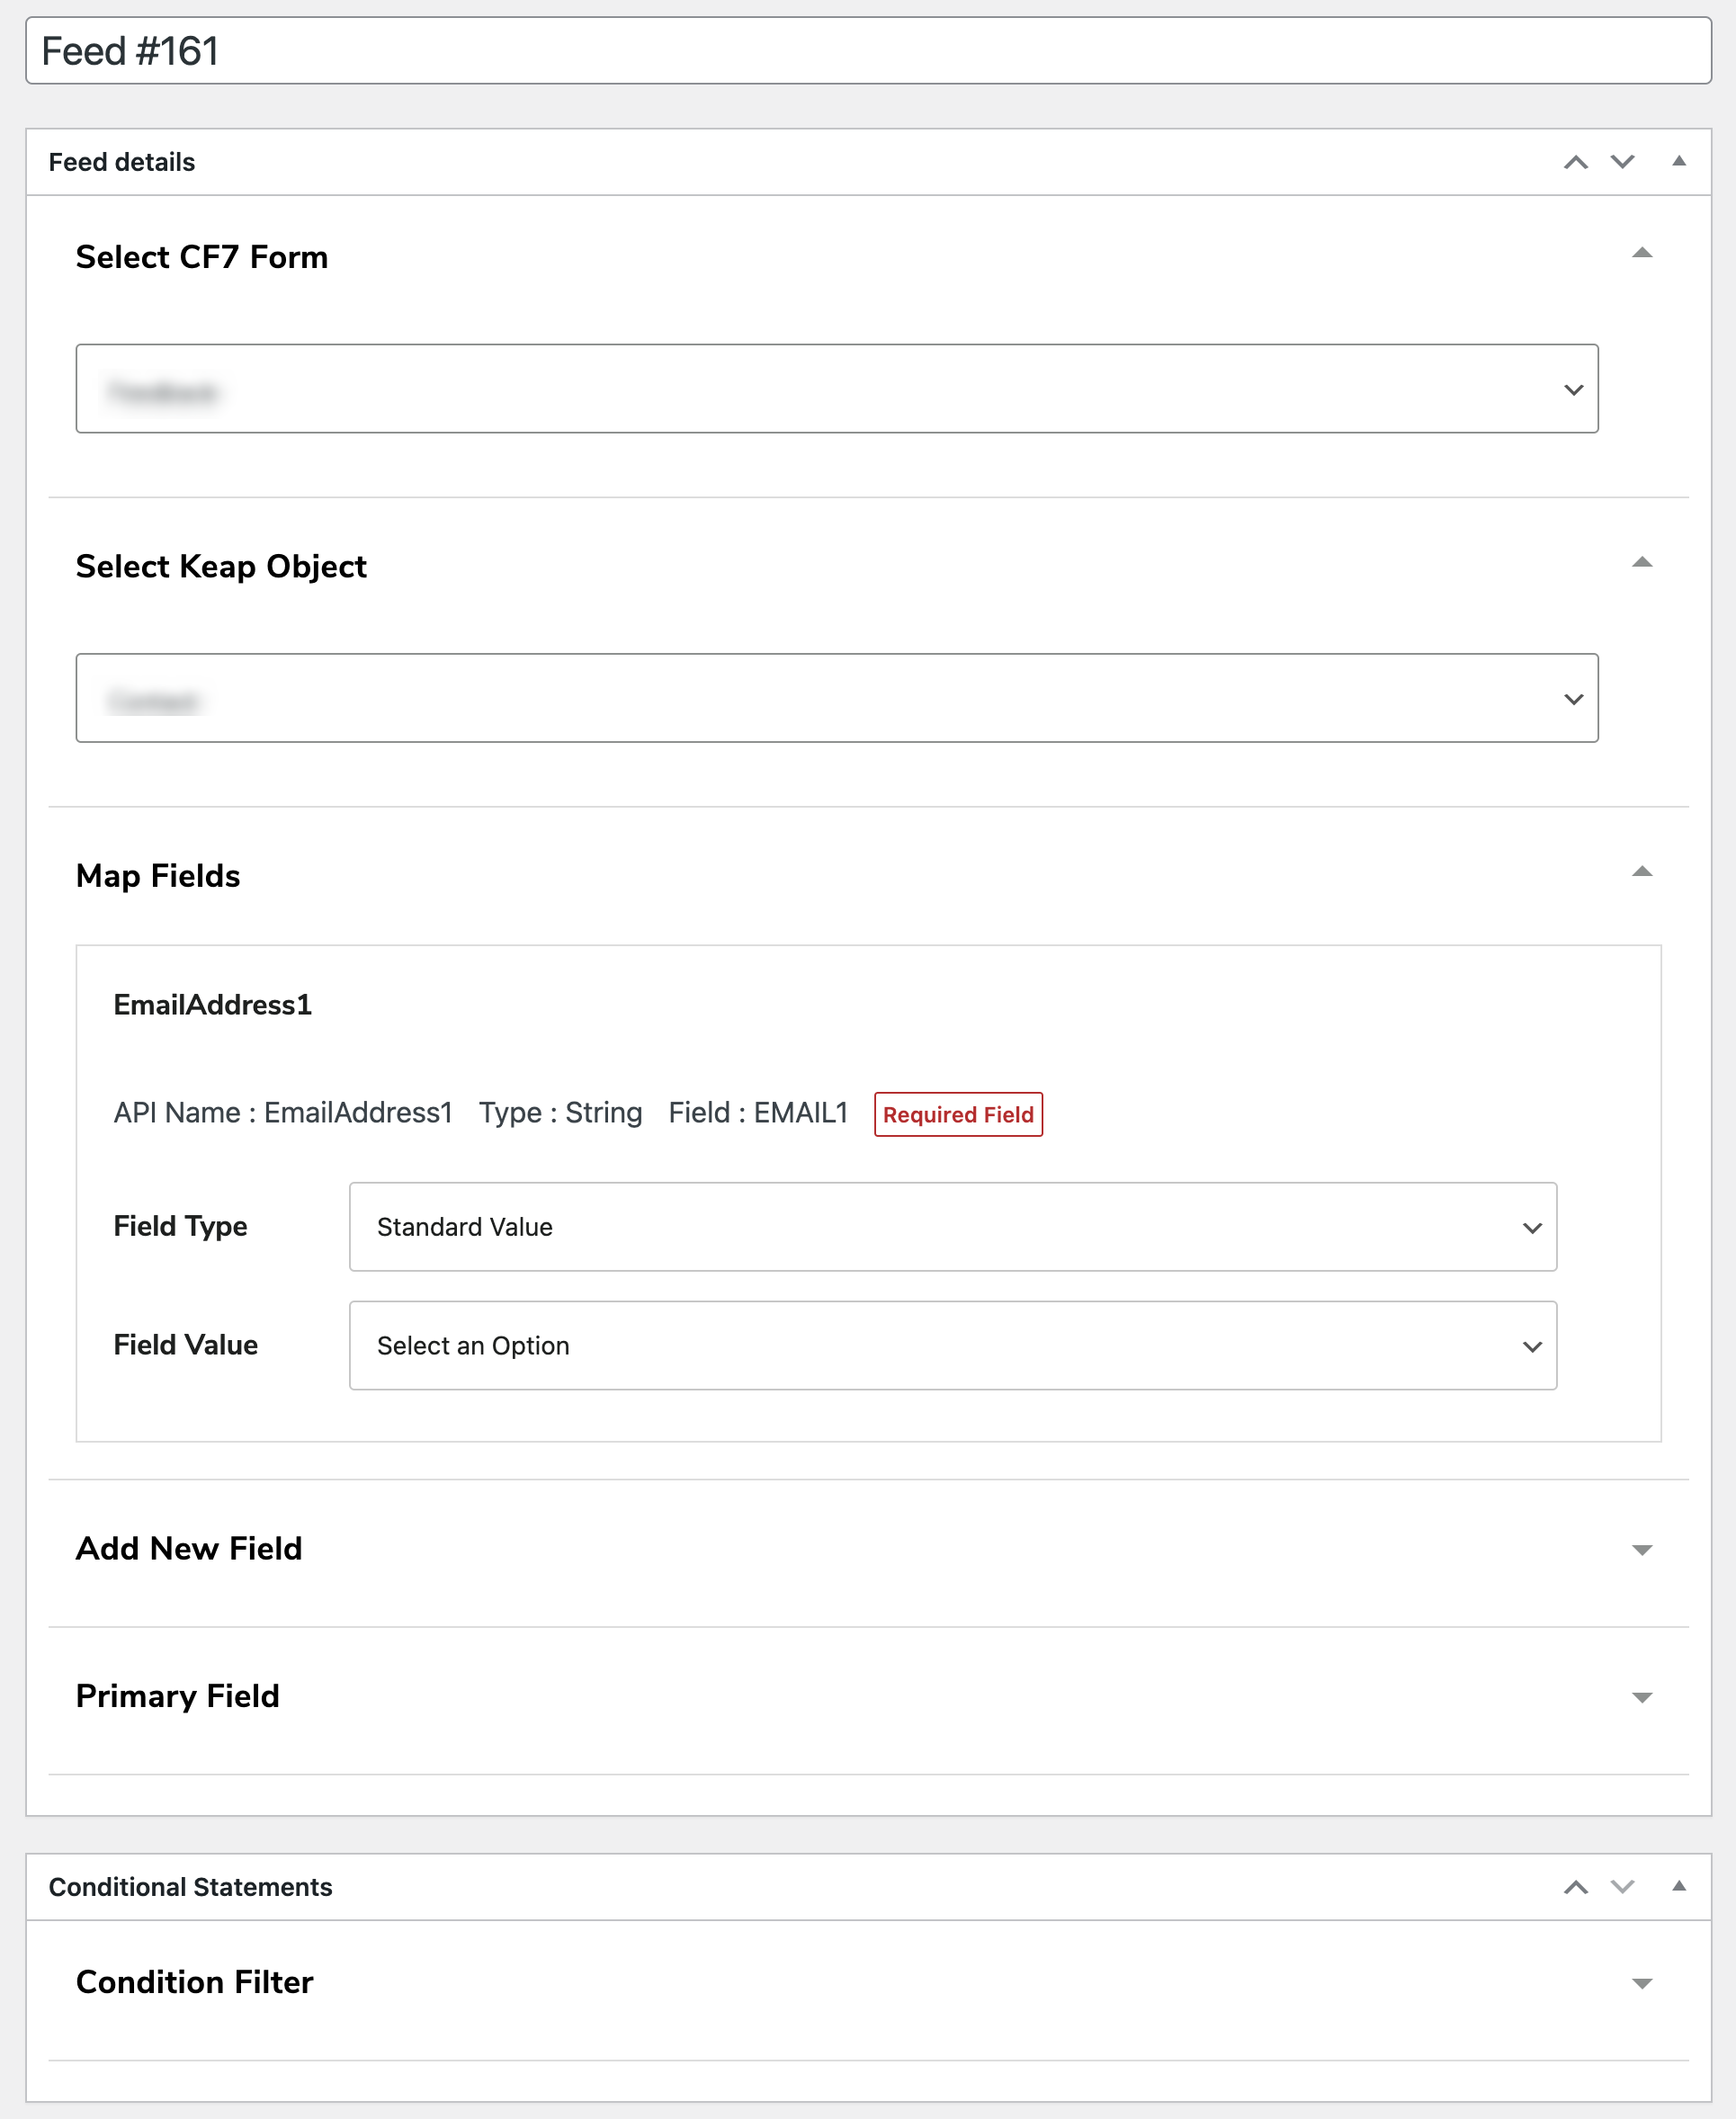 Feed #161
Feed details
Select CF7 Form
Select Keap Object
Map Fields
EmailAddress1
API Name : EmailAddress1 Type : String Field : EMAIL1 Required Field
Field Type Standard Value
Field Value Select an Option
Add New Field
Primary Field
Conditional Statements
Condition Filter